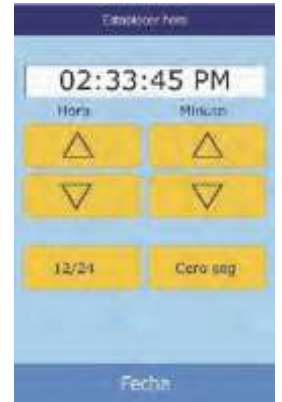 Establecer hora
02:33:45 PM
Hora Minuto
12/24 Cero seg
Fecha